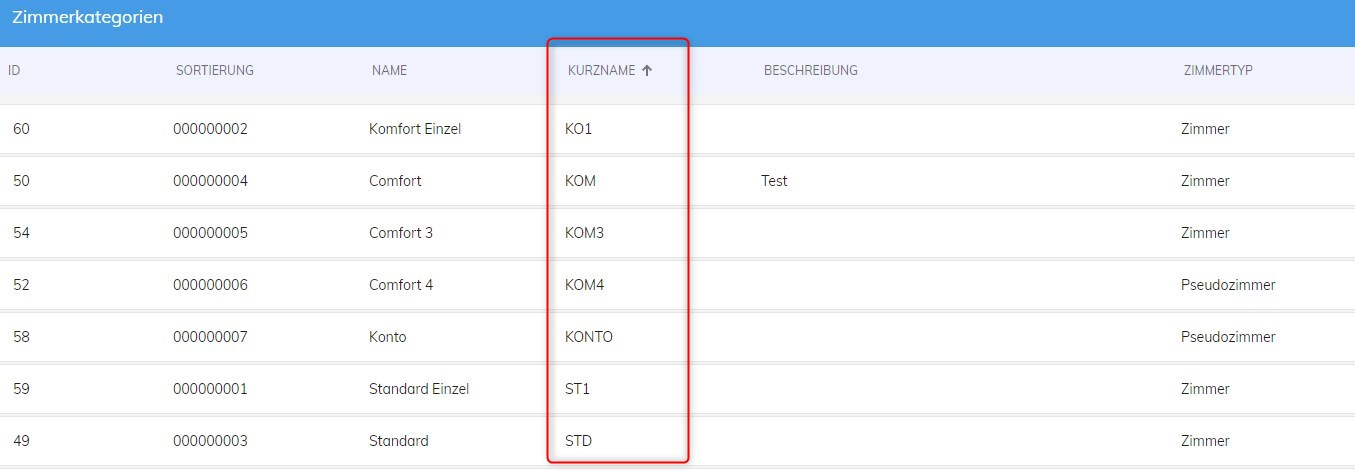 Zimmerkategorien
ID SORTIERUNG NAME KURZNAME ↑ BESCHREIBUNG ZIMMERTYP
60 000000002 Komfort Einzel KO1 Zimmer
50 000000004 Comfort KOM Test Zimmer
54 000000005 Comfort 3 KOM3 Zimmer
52 000000006 Comfort 4 KOM4 Pseudozimmer
58 000000007 Konto KONTO Pseudozimmer
59 000000001 Standard Einzel ST1 Zimmer
49 000000003 Standard STD Zimmer